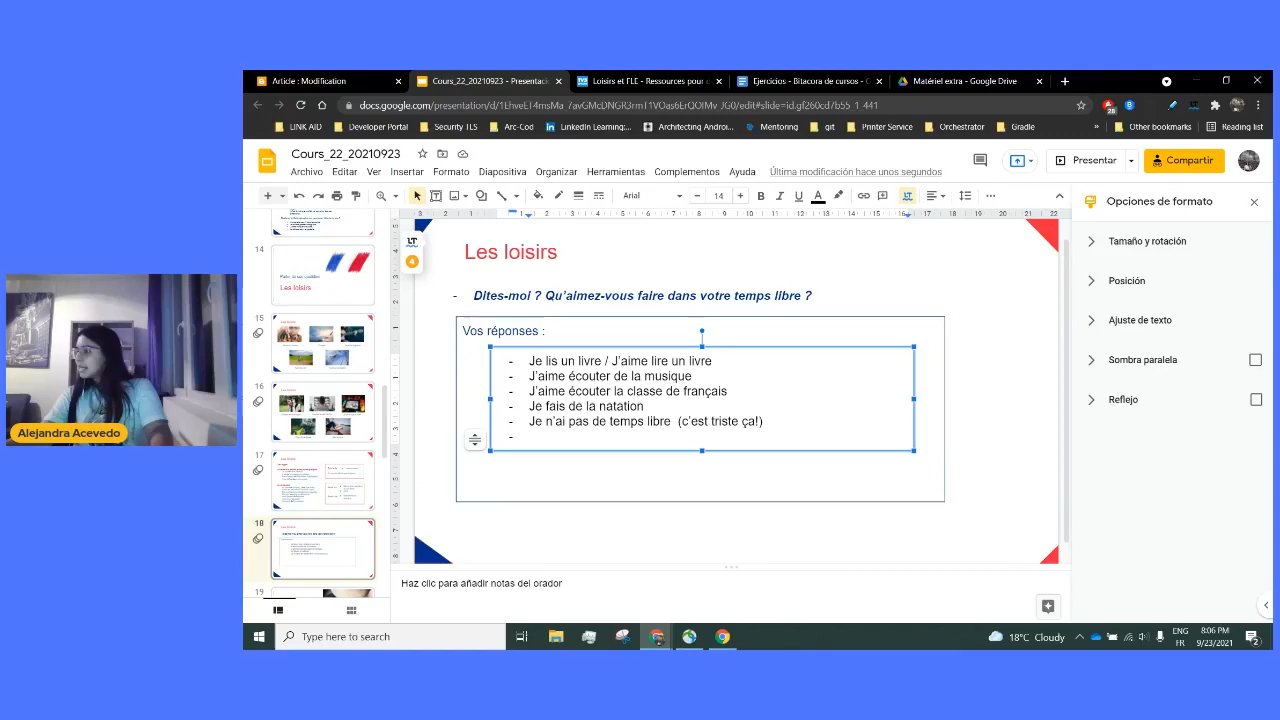 Article : Modification
Cours_22_20210923 - Presentació
Loisirs et FLE - Ressources pour e
Ejercicios - Bitacora de cursos - C
Matériel extra - Google Drive
LINK AID
Developer Portal
Security TLS
Arc-Cod
LinkedIn Learning:...
Architecting Androi...
Mentoring
git
Printer Service
Orchestrator
Gradle
»
Other bookmarks
Reading list
Cours_22_20210923
Archivo Editar Ver Insertar Formato Diapositiva Organizar Herramientas Complementos Ayuda
Última modificación hace unos segundos
Presentar
Compartir
Arial
14
Opciones de formato
Tamaño y rotación
Posición
Ajuste de texto
Sombra paralela
Reflejo
14
Les loisirs
15
16
17
18
19
Les loisirs
- Dites-moi ? Qu'aimez-vous faire dans votre temps libre ?
Vos réponses :
- Je lis un livre / J'aime lire un livre
- J'aime écouter de la musique
- J'aime écouter la classe de français
- Je fais de la natation
- Je n'ai pas de temps libre (c'est triste ça!)
-
Haz clic para añadir notas del orador
Alejandra Acevedo
Type here to search
18°C Cloudy
ENG
FR
8:06 PM
9/23/2021